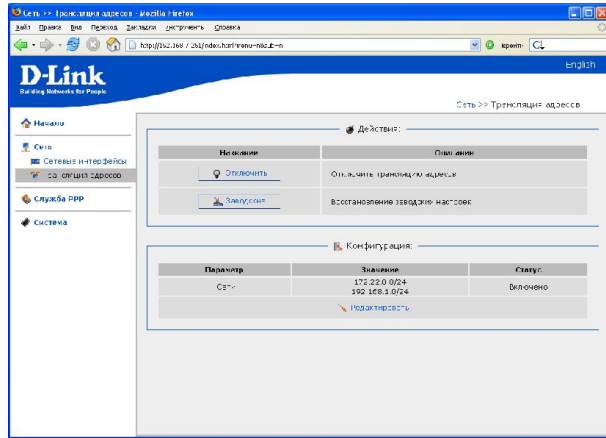 Сеть >> Трансляция адресов - Mozilla Firefox
Файл Правка Вид Переход Закладки Инструменты Справка
English
D-Link
Building Networks for People
Сеть >> Трансляция адресов
Начало
Сеть
Сетевые интерфейсы
Трансляция адресов
Служба PPP
Система
Действия:
Название Описание
Отключить Отключить трансляцию адресов
Заводские Восстановление заводских настроек
Конфигурация:
Параметр Значение Статус
Сети 172.22.0.0/24 Включено
192.168.1.0/24
Редактировать